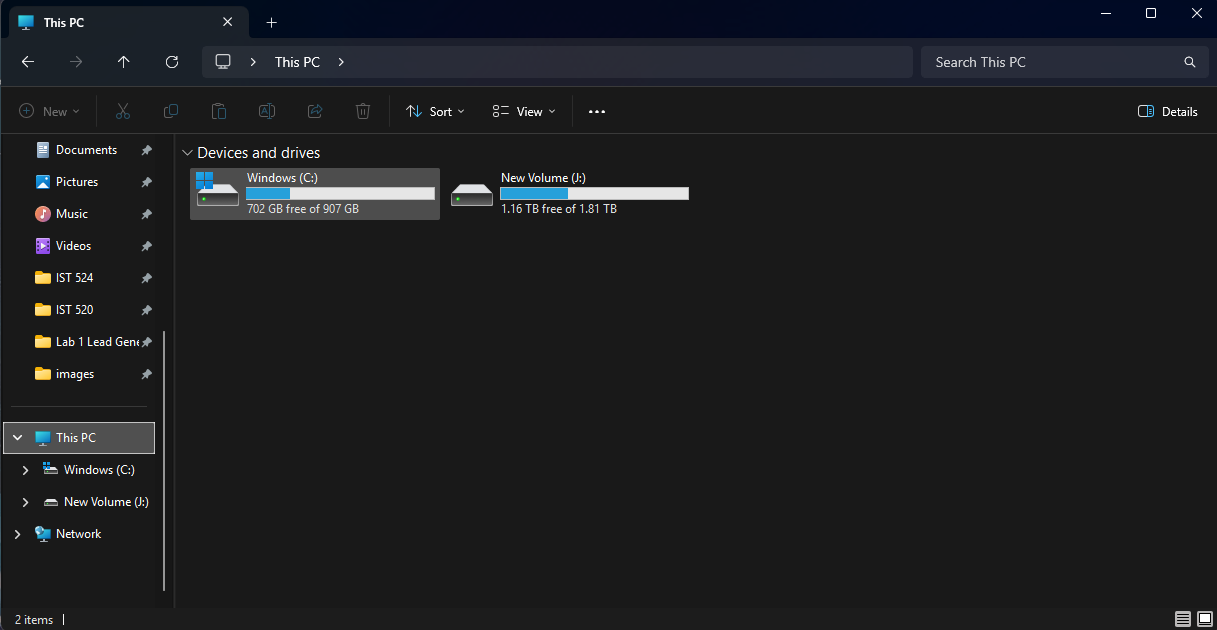 This PC
This PC
Search This PC
New
Sort
View
Details
Documents
Pictures
Music
Videos
IST 524
IST 520
Lab 1 Lead Gene
images
This PC
Windows (C:)
New Volume (J:)
Network
Devices and drives
Windows (C:)
702 GB free of 907 GB
New Volume (J:)
1.16 TB free of 1.81 TB
2 items